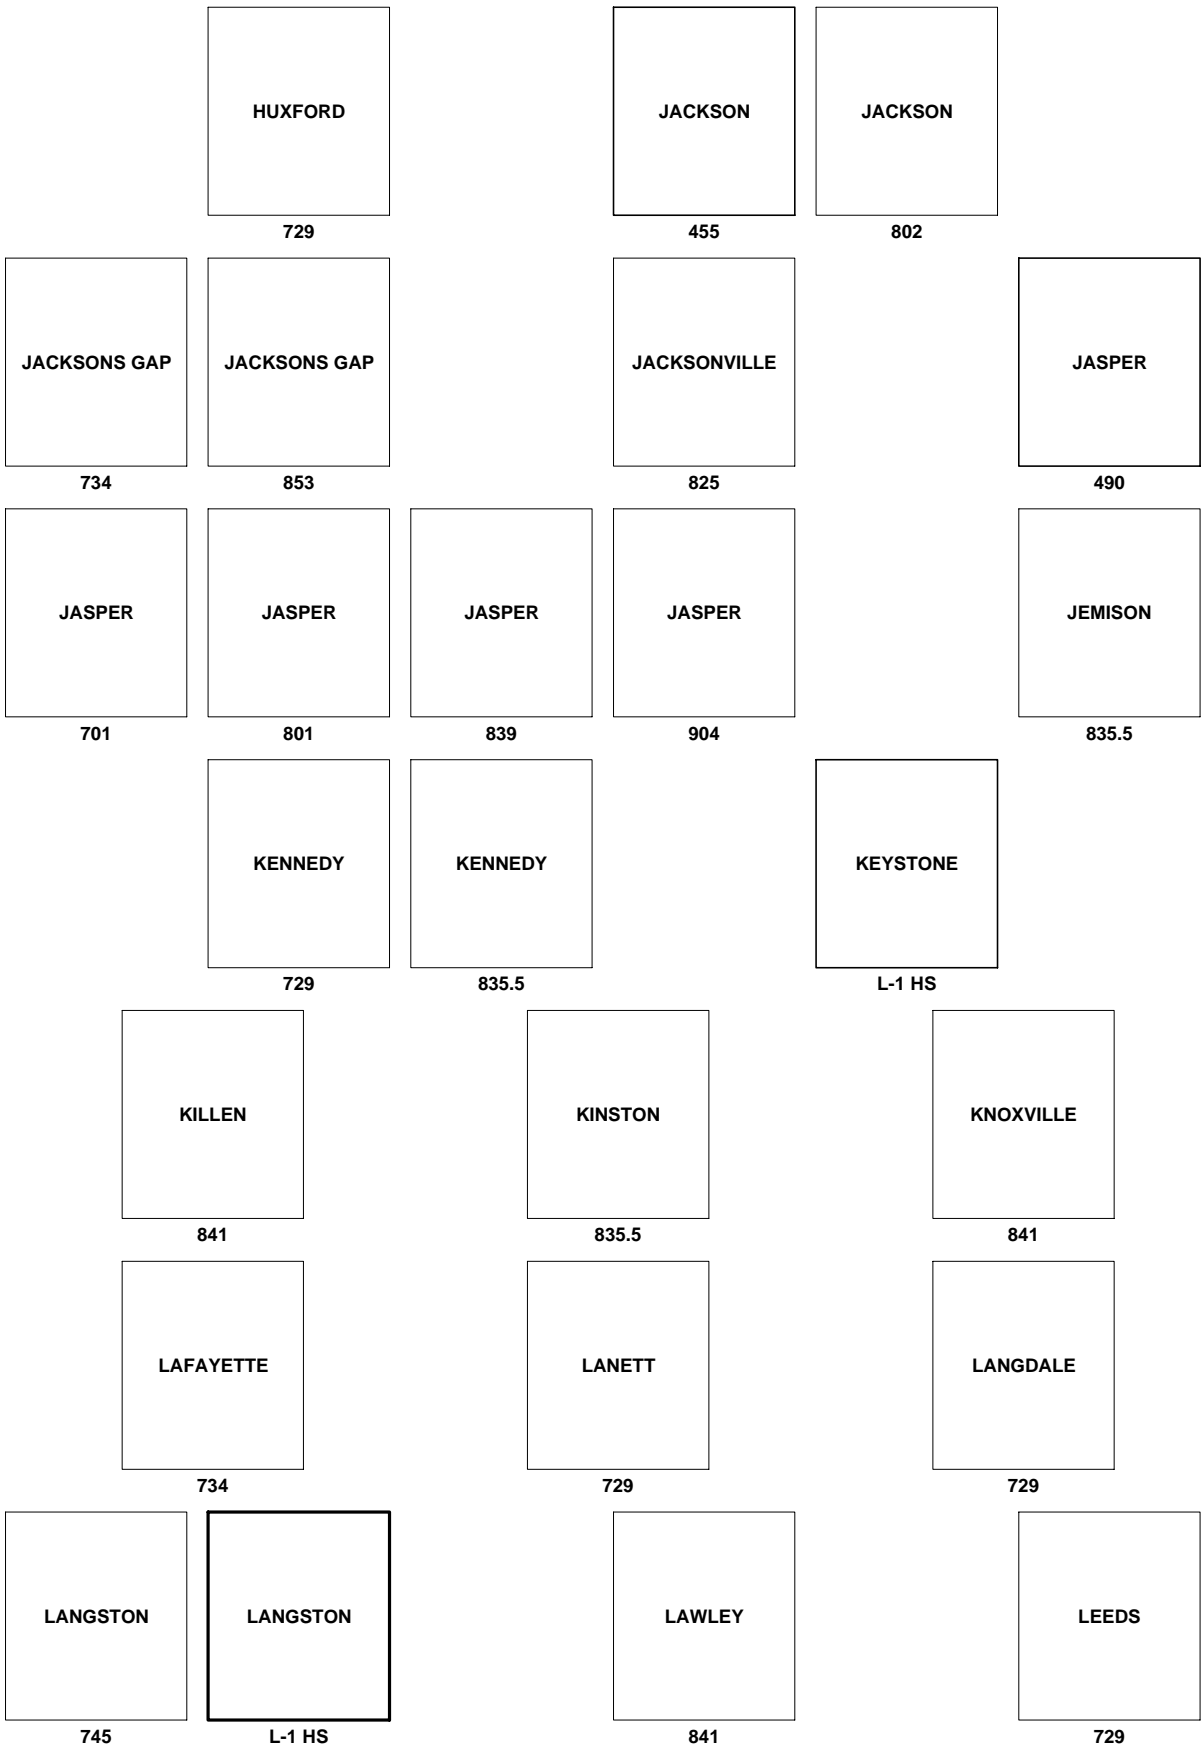 HUXFORD JACKSON JACKSON
729 455 802
JACKSONS GAP JACKSONS GAP JACKSONVILLE JASPER
734 853 825 490
JASPER JASPER JASPER JASPER JEMISON
701 801 839 904 835.5
KENNEDY KENNEDY KEYSTONE
729 835.5 L-1 HS
KILLEN KINSTON KNOXVILLE
841 835.5 841
LAFAYETTE LANETT LANGDALE
734 729 729
LANGSTON LANGSTON LAWLEY LEEDS
745 L-1 HS 841 729